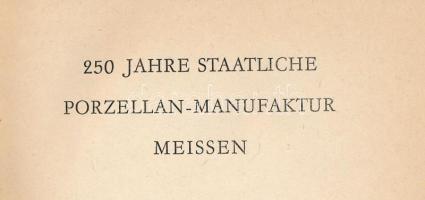 250 JAHRE STAATLICHE
PORZELLAN-MANUFAKTUR
MEISSEN